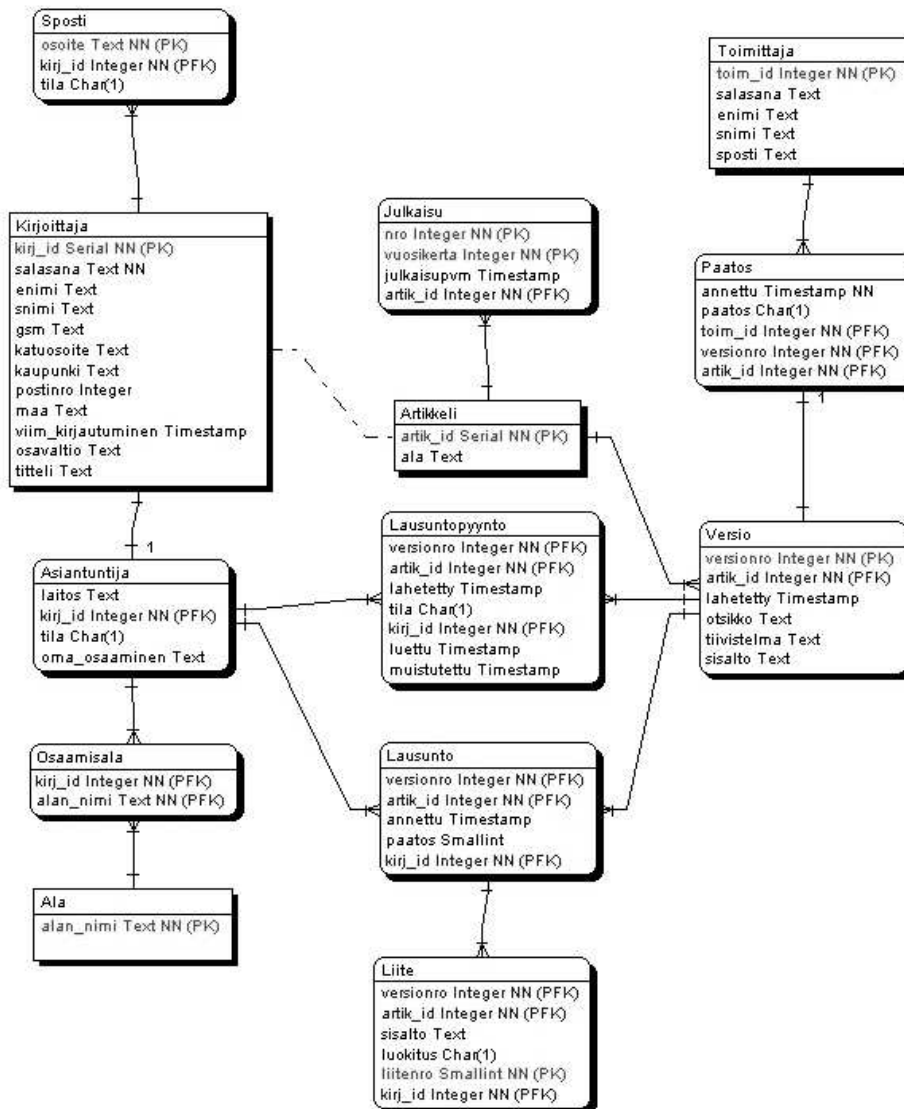 Sposti
osoite Text NN (PK)
kirj_id Integer NN (PFK)
tila Char(1)
Toimittaja
toim_id Integer NN (PK)
salasana Text
enimi Text
snimi Text
sposti Text
Kirjoittaja
kirj_id Serial NN (PK)
salasana Text NN
enimi Text
snimi Text
gsm Text
katuosoite Text
kaupunki Text
postinro Integer
maa Text
viim_kirjautuminen Timestamp
osavaltio Text
titteli Text
Julkaisu
nro Integer NN (PK)
vuosikerta Integer NN (PK)
julkaisupvm Timestamp
artik_id Integer NN (PFK)
Paatos
annettu Timestamp NN
paatos Char(1)
toim_id Integer NN (PFK)
versionro Integer NN (PFK)
artik_id Integer NN (PFK)
1
Artikkeli
artik_id Serial NN (PK)
ala Text
1
Asiantuntija
laitos Text
kirj_id Integer NN (PFK)
tila Char(1)
oma_osaaminen Text
Lausuntopyynto
versionro Integer NN (PFK)
artik_id Integer NN (PFK)
lahetetty Timestamp
tila Char(1)
kirj_id Integer NN (PFK)
luettu Timestamp
muistutettu Timestamp
Versio
versionro Integer NN (PK)
artik_id Integer NN (PFK)
lahetetty Timestamp
otsikko Text
tiivistelma Text
sisalto Text
Osaamisala
kirj_id Integer NN (PFK)
alan_nimi Text NN (PFK)
Lausunto
versionro Integer NN (PFK)
artik_id Integer NN (PFK)
annettu Timestamp
paatos Smallint
kirj_id Integer NN (PFK)
Ala
alan_nimi Text NN (PK)
Liite
versionro Integer NN (PFK)
artik_id Integer NN (PFK)
sisalto Text
luokitus Char(1)
liitenro Smallint NN (PK)
kirj_id Integer NN (PFK)